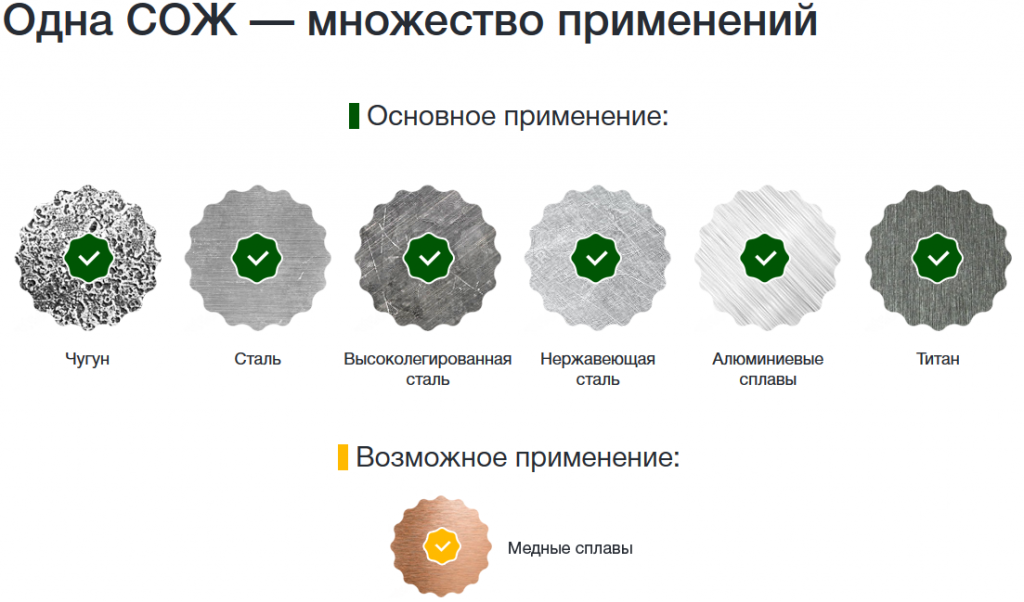 Одна СОЖ — множество применений
Основное применение:
Чугун
Сталь
Высоколегированная
сталь
Нержавеющая
сталь
Алюминиевые
сплавы
Титан
Возможное применение:
Медные сплавы